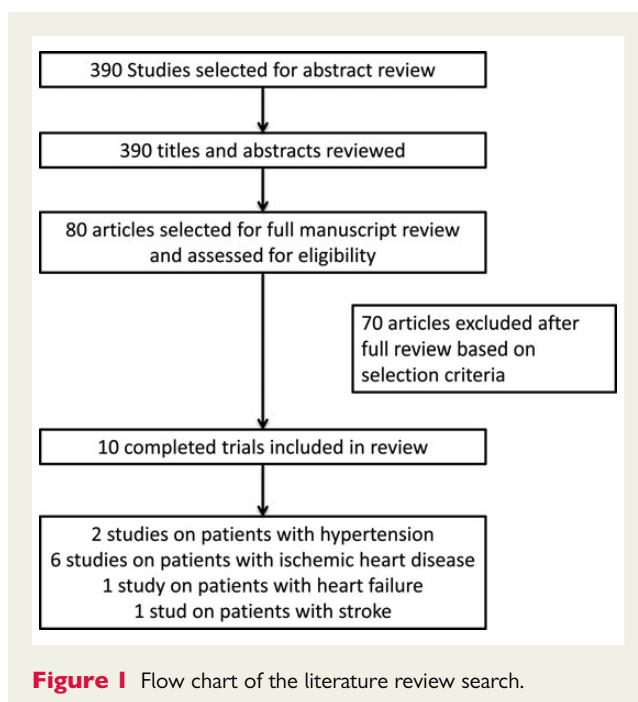 390 Studies selected for abstract review
390 titles and abstracts reviewed
80 articles selected for full manuscript review
and assessed for eligibility
70 articles excluded after
full review based on
selection criteria
10 completed trials included in review
2 studies on patients with hypertension
6 studies on patients with ischemic heart disease
1 study on patients with heart failure
1 stud on patients with stroke
Figure 1 Flow chart of the literature review search.